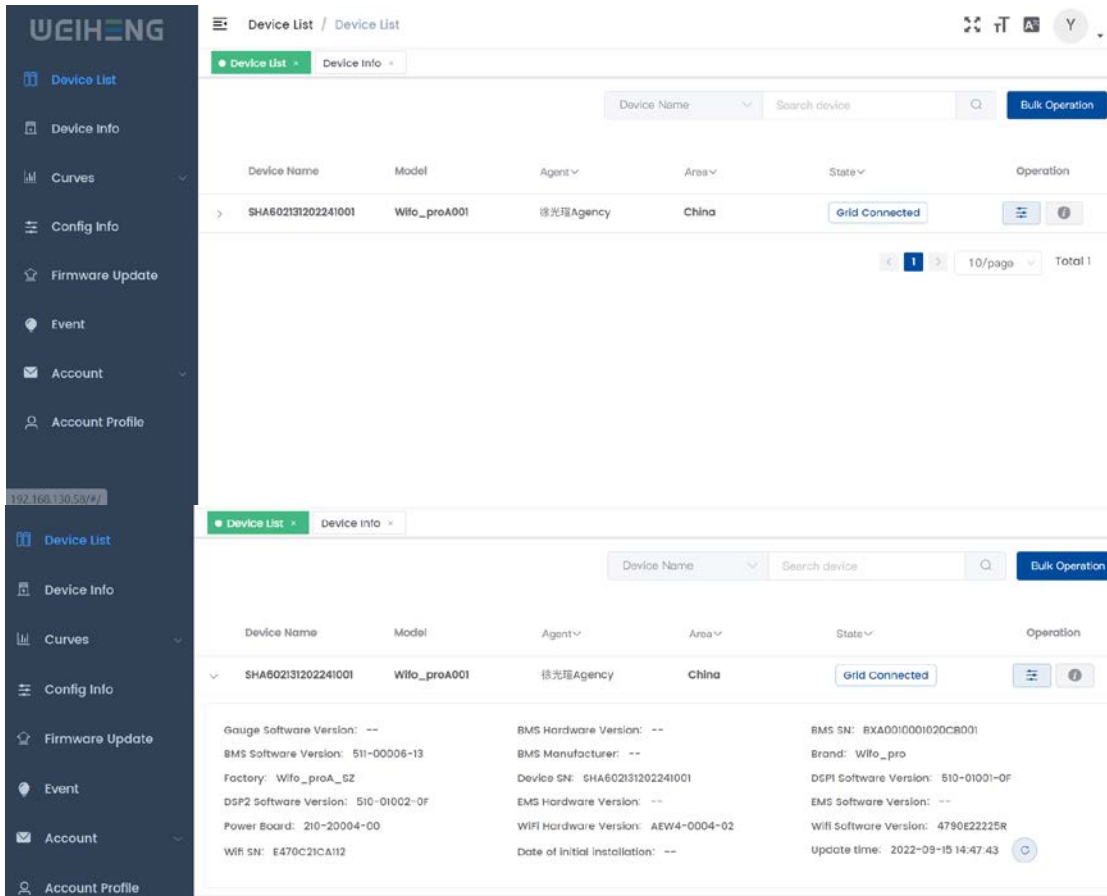 WEIHENG
Device List / Device List
Y
Device List ×
Device Info ×
Device List
Device Info
Curves
Config Info
Firmware Update
Event
Account
Account Profile
Device Name
Search device
Bulk Operation
Device Name Model Agent Area State Operation
SHA602131202241001 Wifo_proA001 徐光瑶Agency China Grid Connected
< 1 > 10/page Total 1
192.168.130.58/#/
Device List
Device Info
Curves
Config Info
Firmware Update
Event
Account
Account Profile
Device List ×
Device Info ×
Device Name
Search device
Bulk Operation
Device Name Model Agent Area State Operation
SHA602131202241001 Wifo_proA001 徐光瑶Agency China Grid Connected
Gauge Software Version: -- BMS Hardware Version: -- BMS SN: BXA0010001020CB001
BMS Software Version: 511-00006-13 BMS Manufacturer: -- Brand: Wifo_pro
Factory: Wifo_proA_SZ Device SN: SHA602131202241001 DSP1 Software Version: 510-01001-0F
DSP2 Software Version: 510-01002-0F EMS Hardware Version: -- EMS Software Version: --
Power Board: 210-20004-00 WiFi Hardware Version: AEW4-0004-02 Wifi Software Version: 4790E22225R
Wifi SN: E470C21CA112 Date of initial installation: -- Update time: 2022-09-15 14:47:43